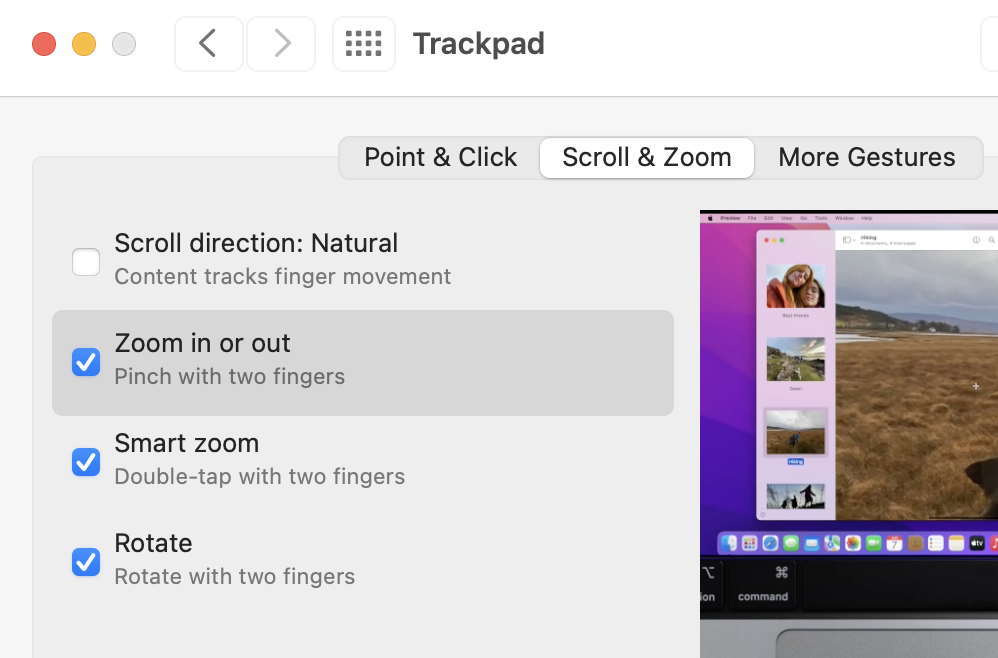 Trackpad
Point & Click
Scroll & Zoom
More Gestures
Scroll direction: Natural
Content tracks finger movement
Zoom in or out
Pinch with two fingers
Smart zoom
Double-tap with two fingers
Rotate
Rotate with two fingers
Preview File Edit View Go Tools Window Help
Hiking
Best friends
Hiking
7
tv
ion
command